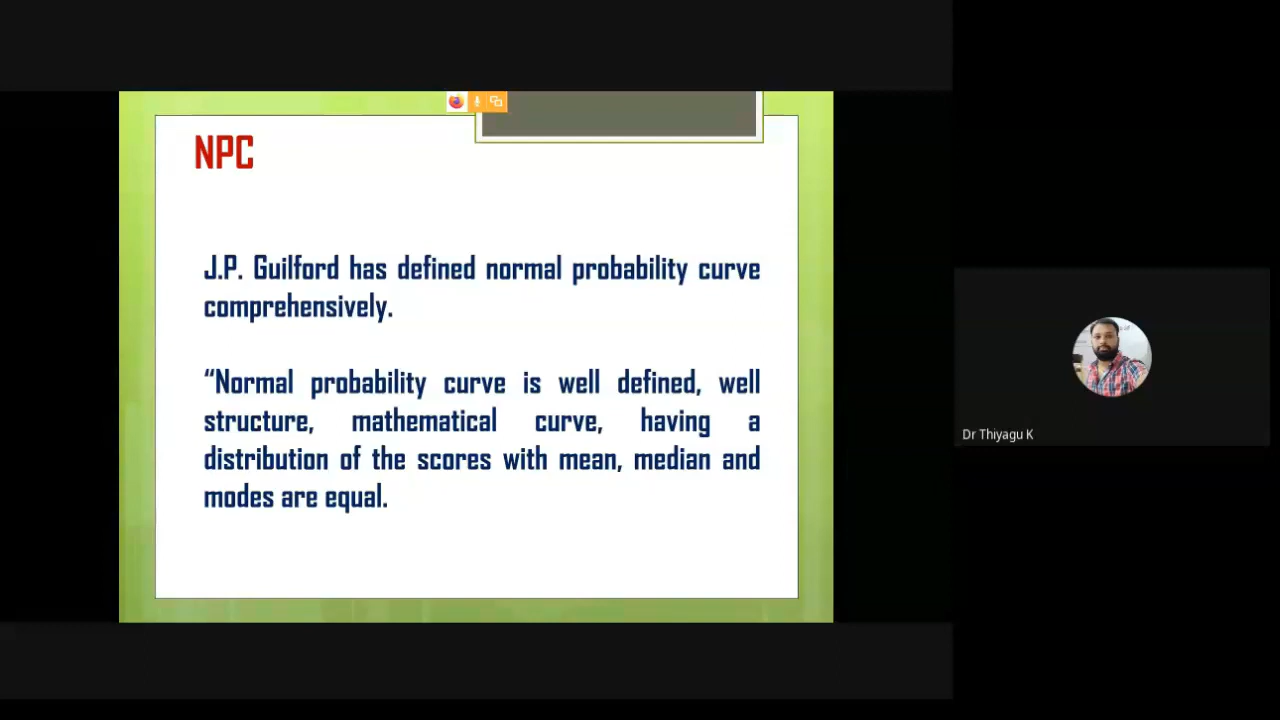 NPC
J.P. Guilford has defined normal probability curve
comprehensively.
“Normal probability curve is well defined, well
structure, mathematical curve, having a
distribution of the scores with mean, median and
modes are equal.
Dr Thiyagu K